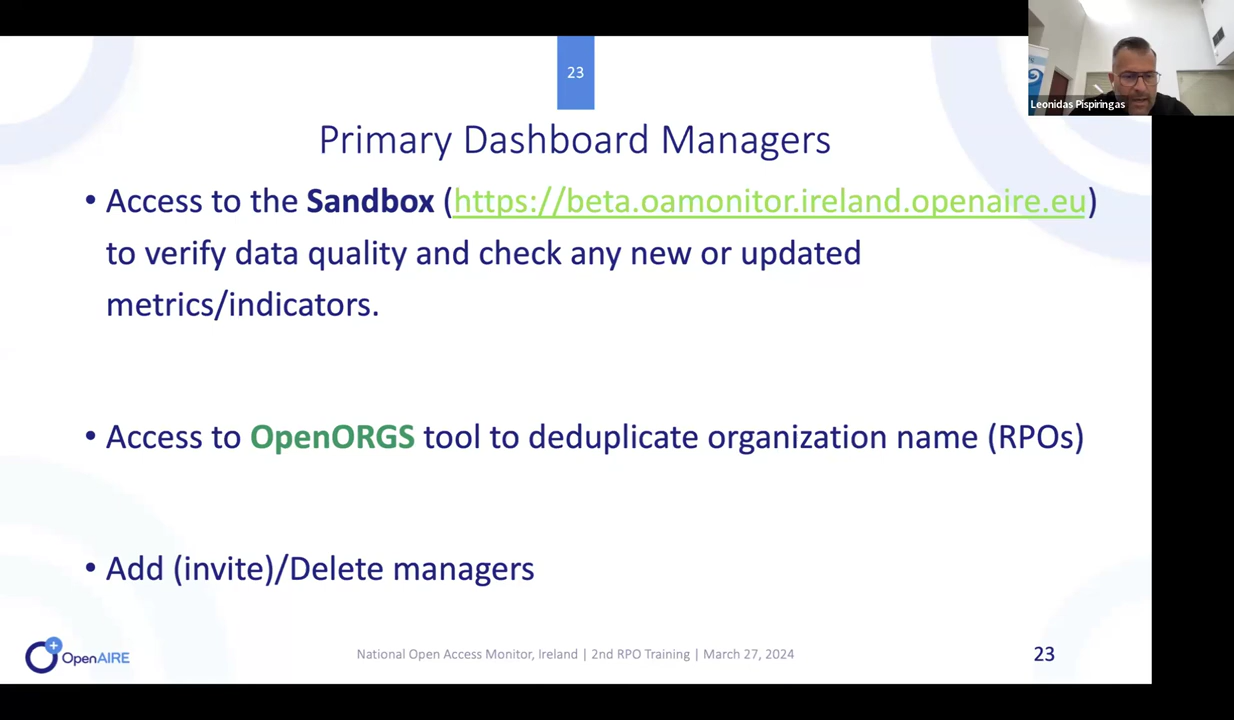 23
Leonidas Pispiringas
Primary Dashboard Managers
• Access to the Sandbox (https://beta.oamonitor.ireland.openaire.eu)
to verify data quality and check any new or updated
metrics/indicators.
• Access to OpenORGS tool to deduplicate organization name (RPOs)
• Add (invite)/Delete managers
OpenAIRE
National Open Access Monitor, Ireland | 2nd RPO Training | March 27, 2024
23